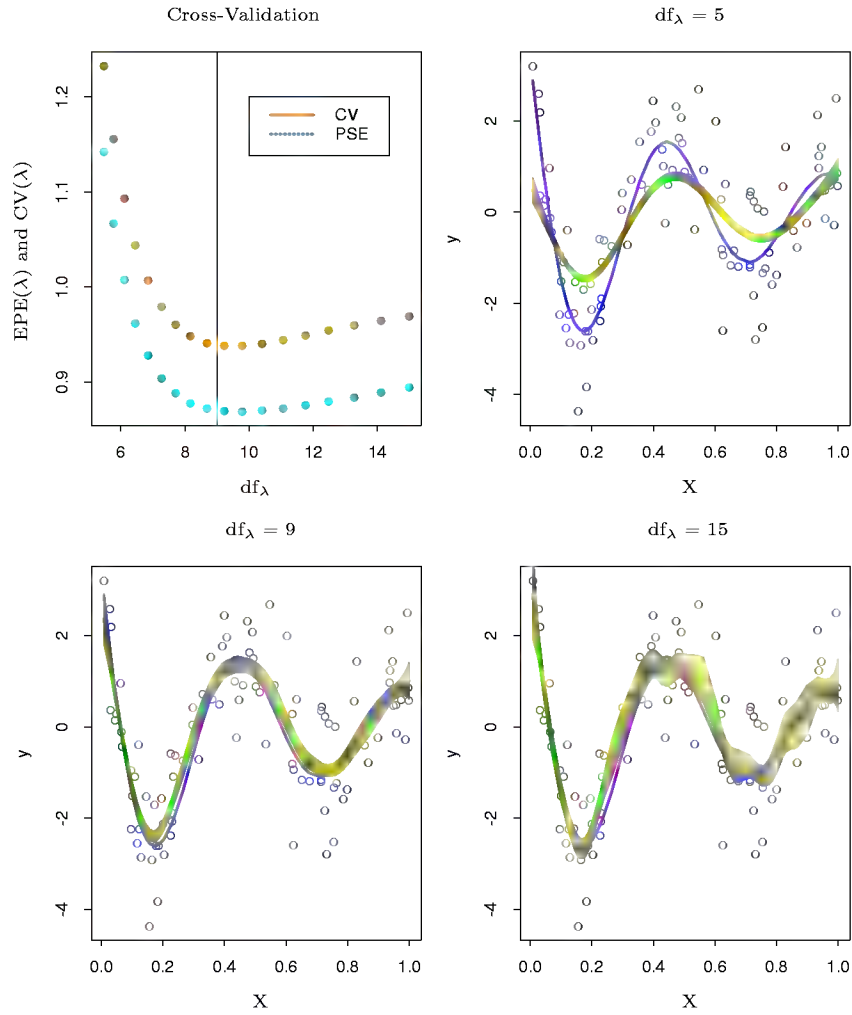 Cross-Validation
EPE(λ) and CV(λ)
1.2
1.1
1.0
0.9
CV
PSE
6 8 10 12 14
df_λ
df_λ = 5
y
2
0
-2
-4
0.0 0.2 0.4 0.6 0.8 1.0
X
df_λ = 9
y
2
0
-2
-4
0.0 0.2 0.4 0.6 0.8 1.0
X
df_λ = 15
y
2
0
-2
-4
0.0 0.2 0.4 0.6 0.8 1.0
X